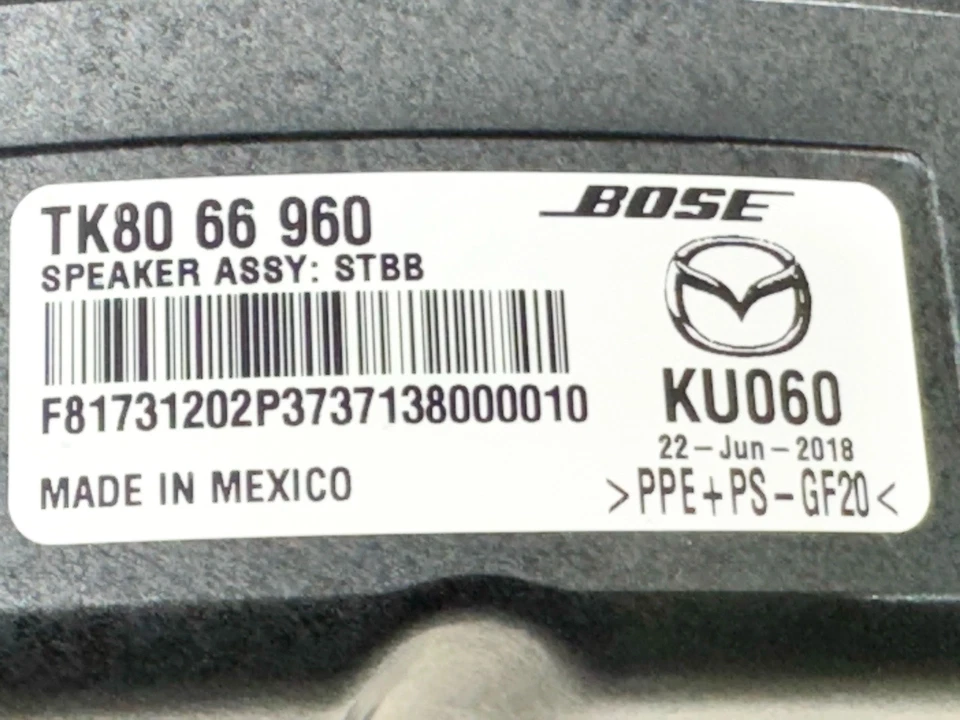 TK80 66 960
BOSE
SPEAKER ASSY: STBB
F81731202P3737138000010
KU060
22-Jun-2018
MADE IN MEXICO
>PPE+PS-GF20<